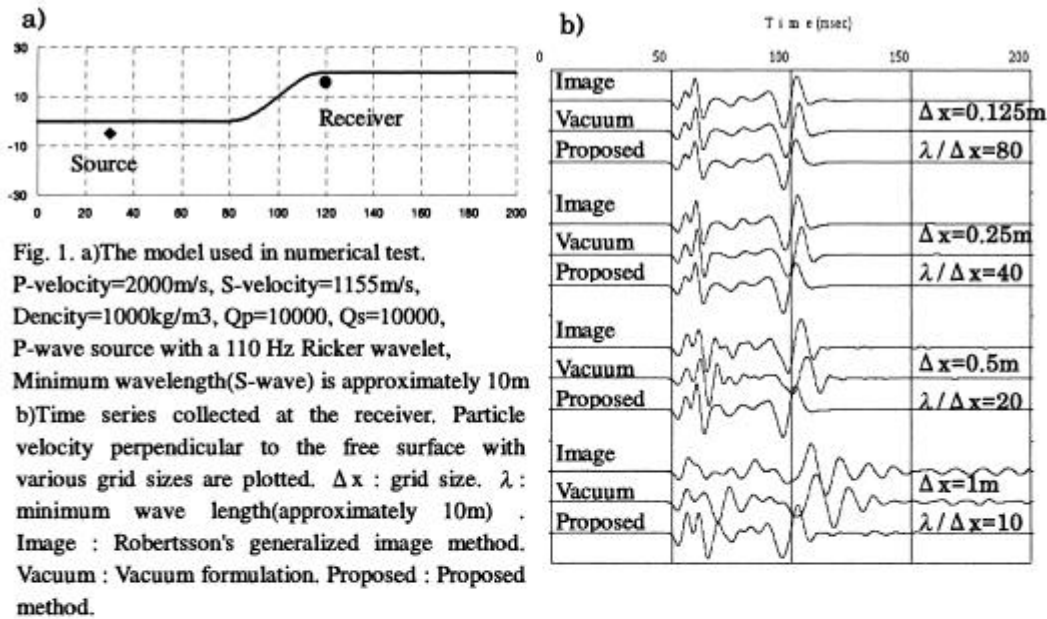 a)
30
10
-10
-30
Receiver
Source
0 20 40 60 80 100 120 140 160 180 200
Fig. 1. a)The model used in numerical test.
P-velocity=2000m/s, S-velocity=1155m/s,
Dencity=1000kg/m3, Qp=10000, Qs=10000,
P-wave source with a 110 Hz Ricker wavelet,
Minimum wavelength(S-wave) is approximately 10m
b)Time series collected at the receiver. Particle
velocity perpendicular to the free surface with
various grid sizes are plotted. Δx : grid size. λ :
minimum wave length(approximately 10m) .
Image : Robertsson's generalized image method.
Vacuum : Vacuum formulation. Proposed : Proposed
method.
b)
Time(msec)
0 50 100 150 200
Image
Vacuum
Δx=0.125m
Proposed
λ/Δx=80
Image
Vacuum
Δx=0.25m
Proposed
λ/Δx=40
Image
Vacuum
Δx=0.5m
Proposed
λ/Δx=20
Image
Vacuum
Δx=1m
Proposed
λ/Δx=10